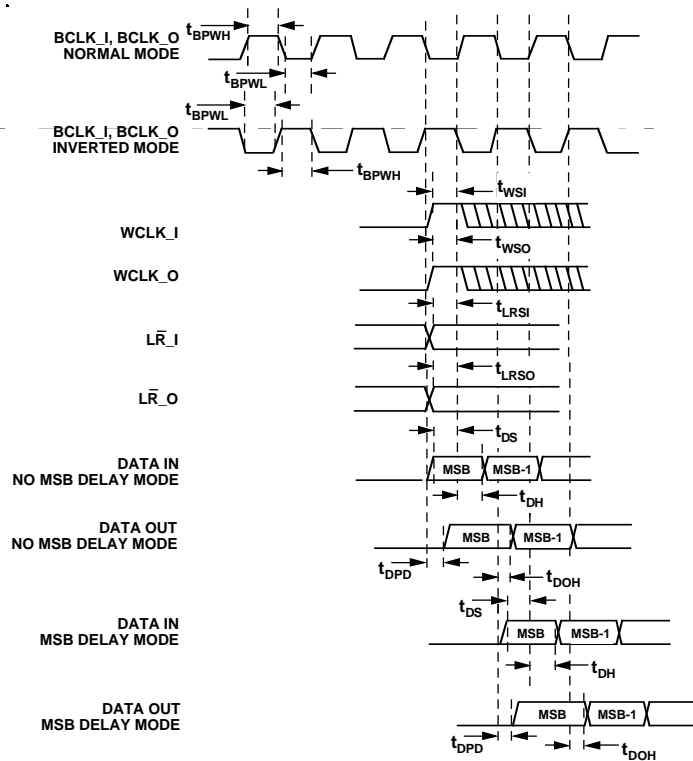 BCLK_I, BCLK_O
NORMAL MODE
tBPWH
tBPWL
tBPWL
BCLK_I, BCLK_O
INVERTED MODE
tBPWH
tWSI
WCLK_I
tWSO
WCLK_O
tLRSI
LR̄_I
tLRSO
LR̄_O
tDS
DATA IN
NO MSB DELAY MODE
MSB
MSB-1
tDH
DATA OUT
NO MSB DELAY MODE
MSB
MSB-1
tDPD
tDOH
tDS
DATA IN
MSB DELAY MODE
MSB
MSB-1
tDH
DATA OUT
MSB DELAY MODE
MSB
MSB-1
tDPD
tDOH